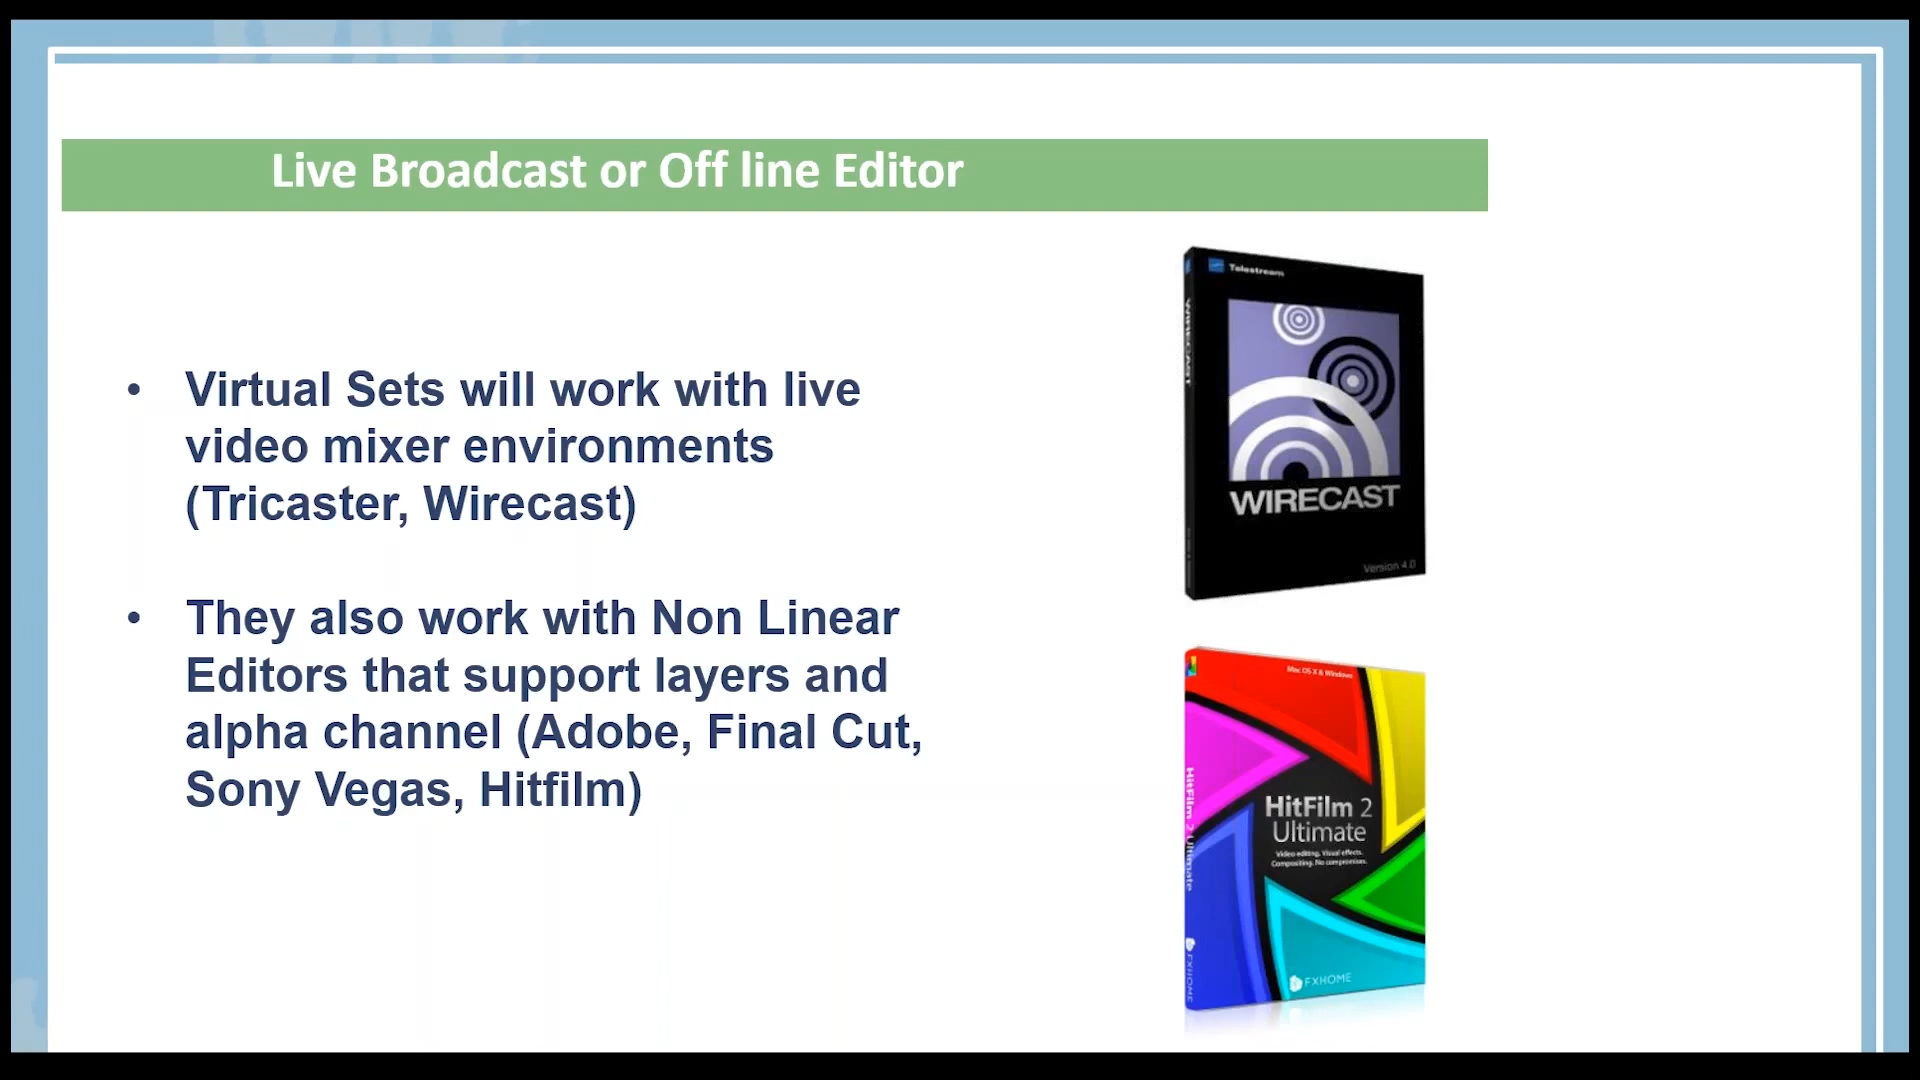 Live Broadcast or Off line Editor
• Virtual Sets will work with live
video mixer environments
(Tricaster, Wirecast)
• They also work with Non Linear
Editors that support layers and
alpha channel (Adobe, Final Cut,
Sony Vegas, Hitfilm)
Telestream
WIRECAST
WIRECAST
Version 4.0
Mac OS X & Windows
HitFilm 2 Ultimate
HitFilm 2
Ultimate
Video editing. Visual effects.
Compositing. No compromises.
FXHOME
FXHOME